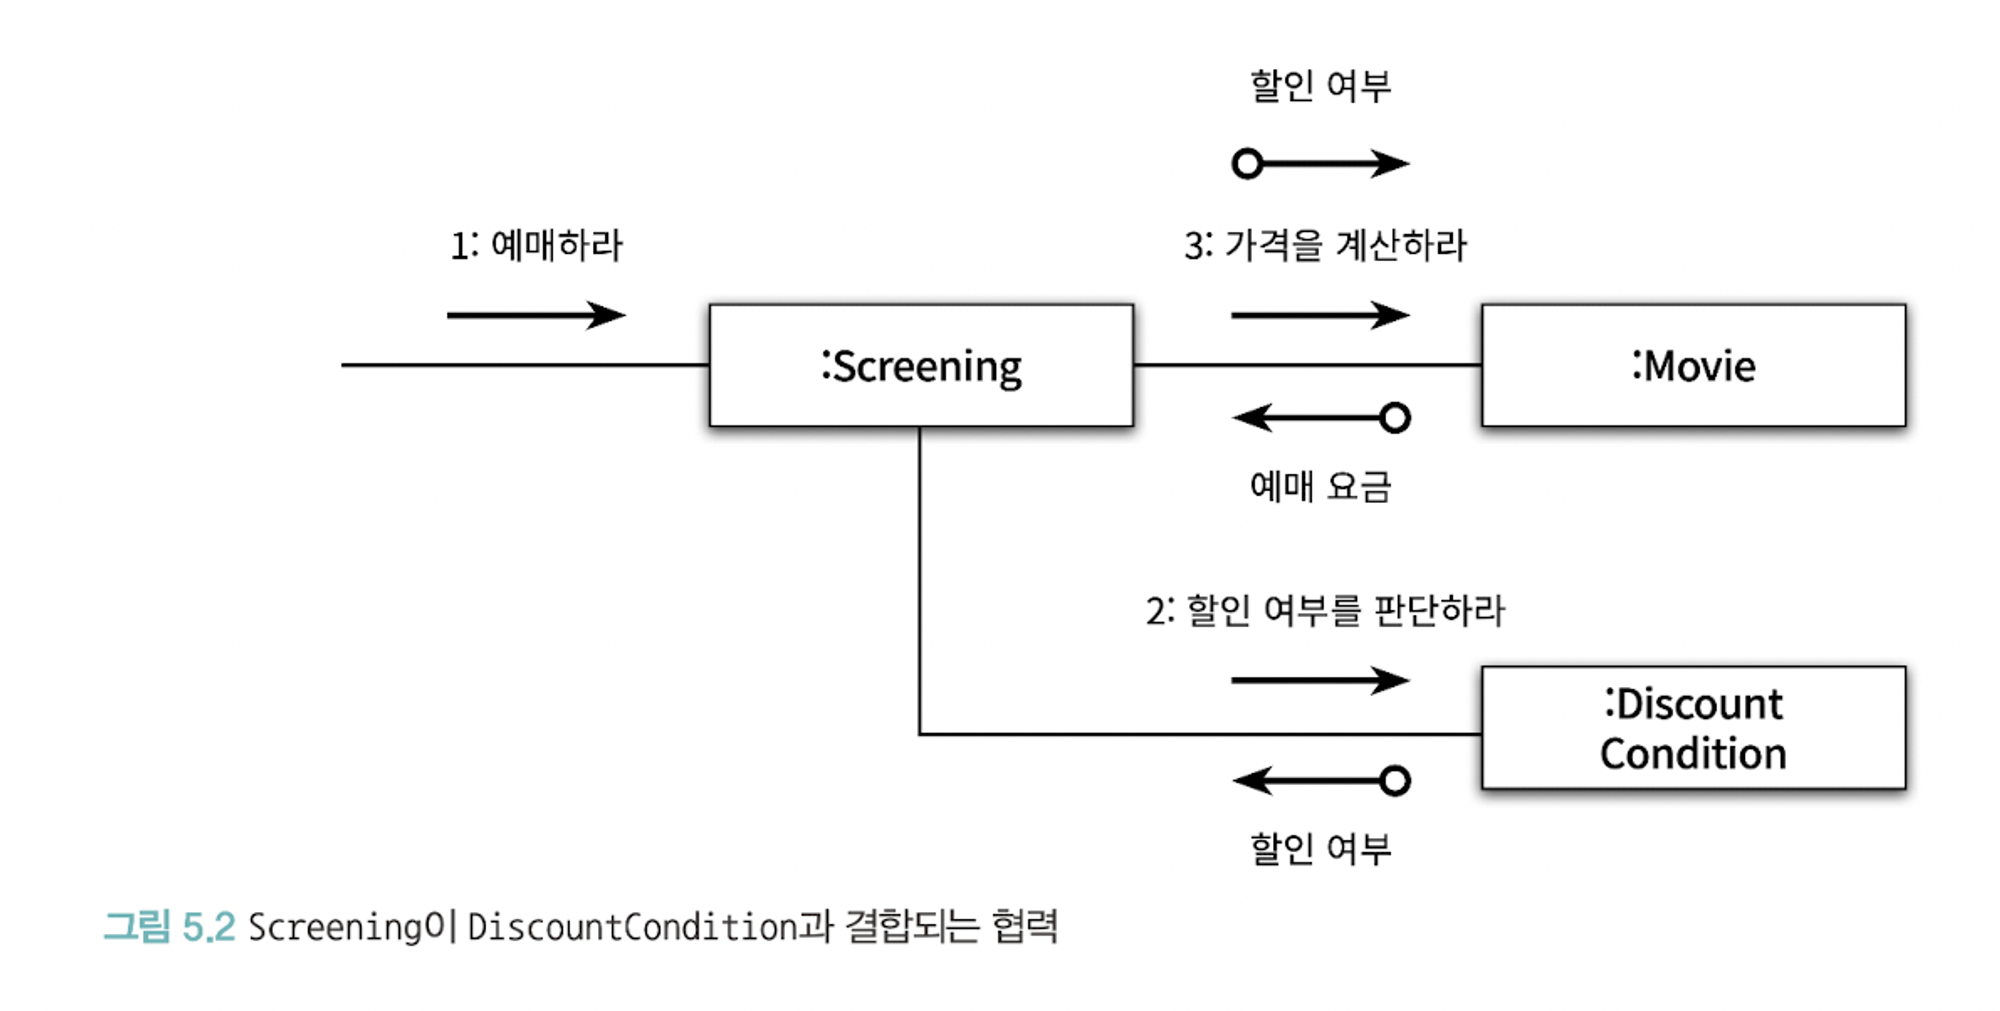 할인 여부
1: 예매하라
3: 가격을 계산하라
:Screening
:Movie
예매 요금
2: 할인 여부를 판단하라
:Discount
Condition
할인 여부
그림 5.2 Screening이 DiscountCondition과 결합되는 협력